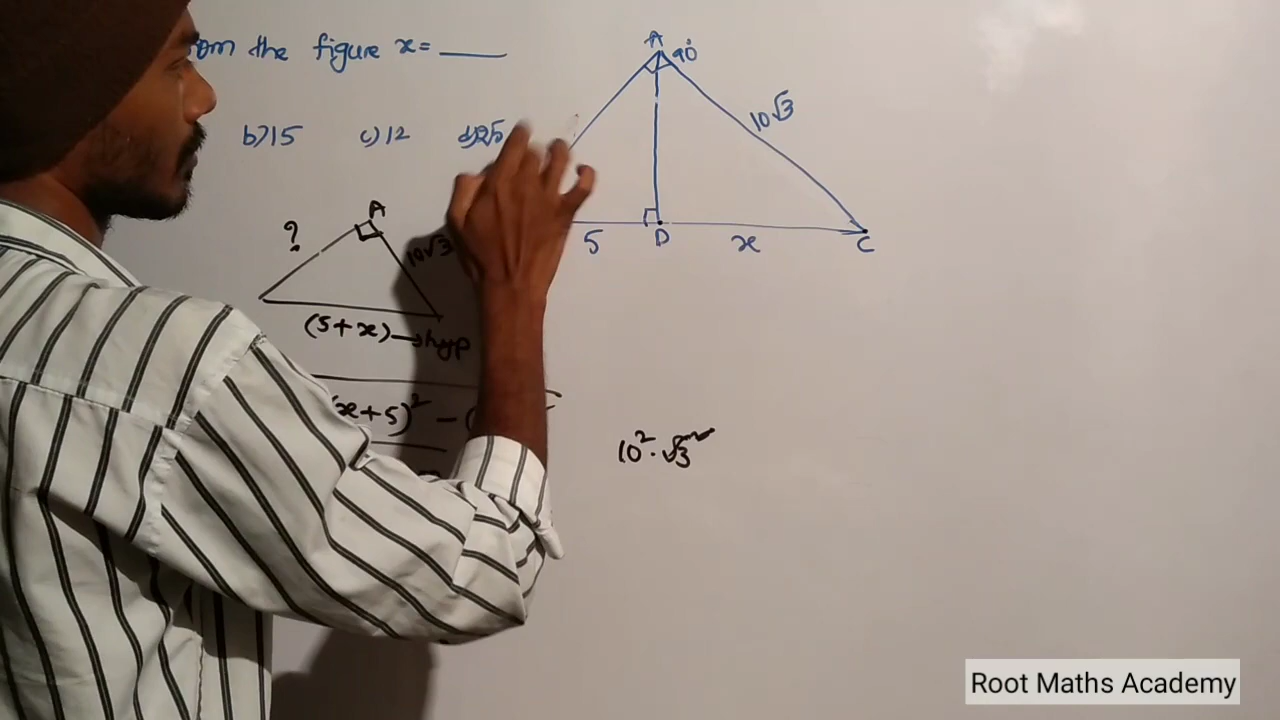 the figure x= ____
A
90°
b) 15 c) 12
10√3
5 D x C
A
?
10√3
(5+x) → hyp
x+5)² −
10² · √3²
Root Maths Academy